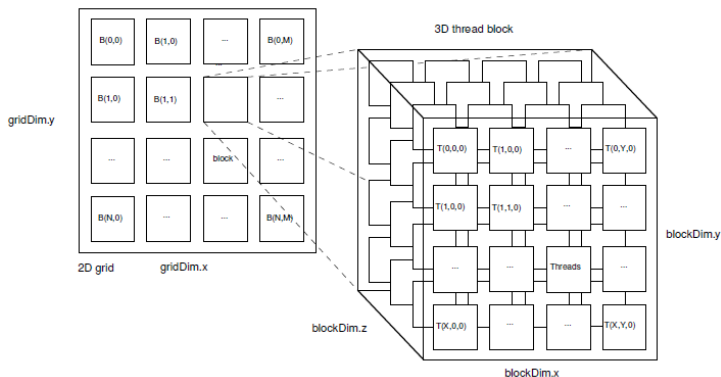 3D thread block
B(0,0) B(1,0) ... B(0,M)
B(1,0) B(1,1) ...
gridDim.y
... ... block ...
B(N,0) ... ... B(N,M)
2D grid gridDim.x
T(0,0,0) T(1,0,0) ... T(0,Y,0)
T(1,0,0) T(1,1,0) ... ...
blockDim.y
... ... Threads ...
T(X,0,0) ... ... T(X,Y,0)
blockDim.z
blockDim.x